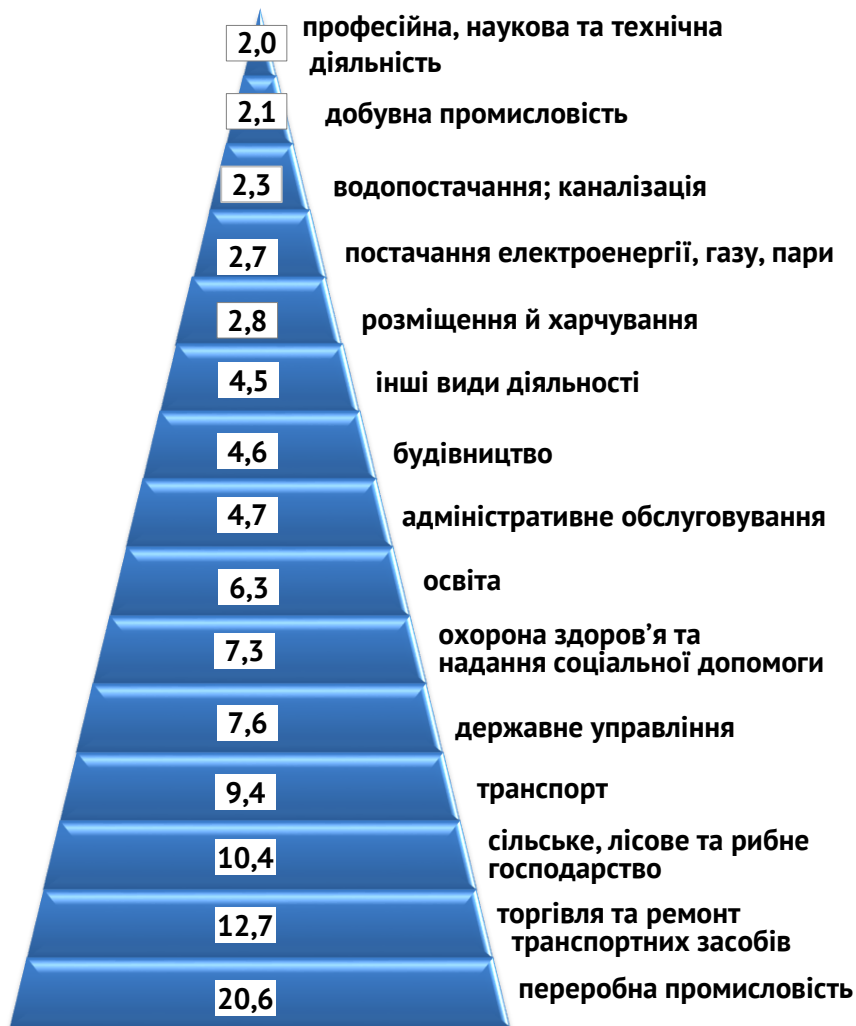 2,0 професійна, наукова та технічна
діяльність
2,1 добувна промисловість
2,3 водопостачання; каналізація
2,7 постачання електроенергії, газу, пари
2,8 розміщення й харчування
4,5 інші види діяльності
4,6 будівництво
4,7 адміністративне обслуговування
6,3 освіта
7,3 охорона здоров’я та
надання соціальної допомоги
7,6 державне управління
9,4 транспорт
10,4 сільське, лісове та рибне
господарство
12,7 торгівля та ремонт
транспортних засобів
20,6 переробна промисловість